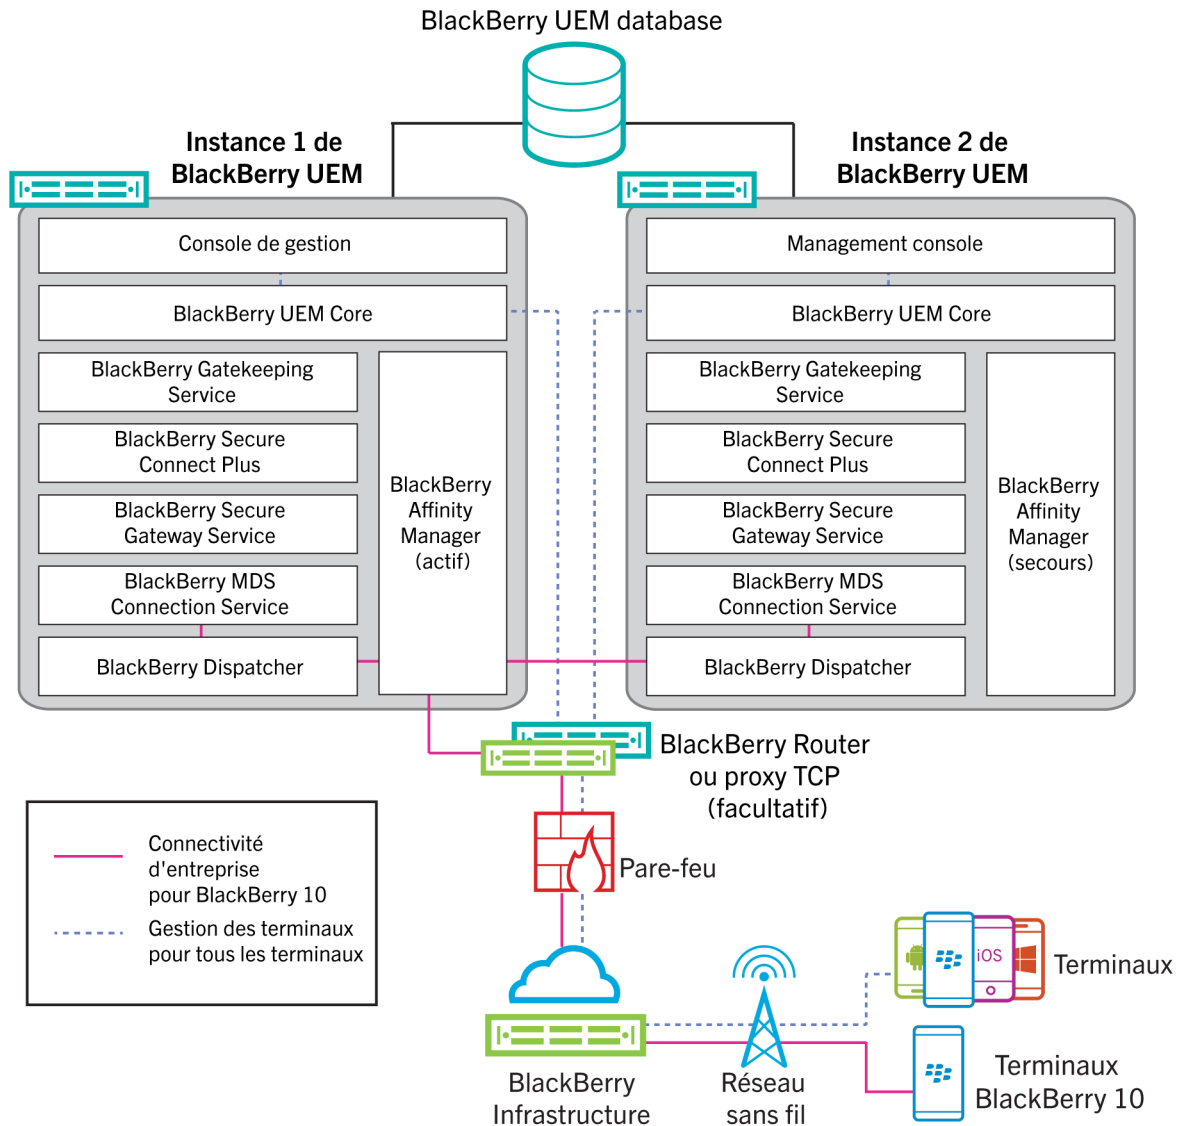 BlackBerry UEM database
Instance 1 de
BlackBerry UEM
Instance 2 de
BlackBerry UEM
Console de gestion
BlackBerry UEM Core
BlackBerry Gatekeeping
Service
BlackBerry Secure
Connect Plus
BlackBerry Secure
Gateway Service
BlackBerry MDS
Connection Service
BlackBerry Dispatcher
BlackBerry
Affinity
Manager
(actif)
Management console
BlackBerry UEM Core
BlackBerry Gatekeeping
Service
BlackBerry Secure
Connect Plus
BlackBerry Secure
Gateway Service
BlackBerry MDS
Connection Service
BlackBerry Dispatcher
BlackBerry
Affinity
Manager
(secours)
BlackBerry Router
ou proxy TCP
(facultatif)
Connectivité
d'entreprise
pour BlackBerry 10
Gestion des terminaux
pour tous les terminaux
Pare-feu
iOS
Terminaux
BlackBerry
Infrastructure
Réseau
sans fil
Terminaux
BlackBerry 10